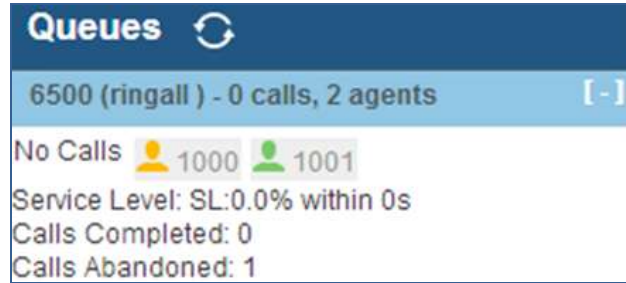 Queues
6500 (ringall ) - 0 calls, 2 agents [ - ]
No Calls 1000 1001
Service Level: SL:0.0% within 0s
Calls Completed: 0
Calls Abandoned: 1